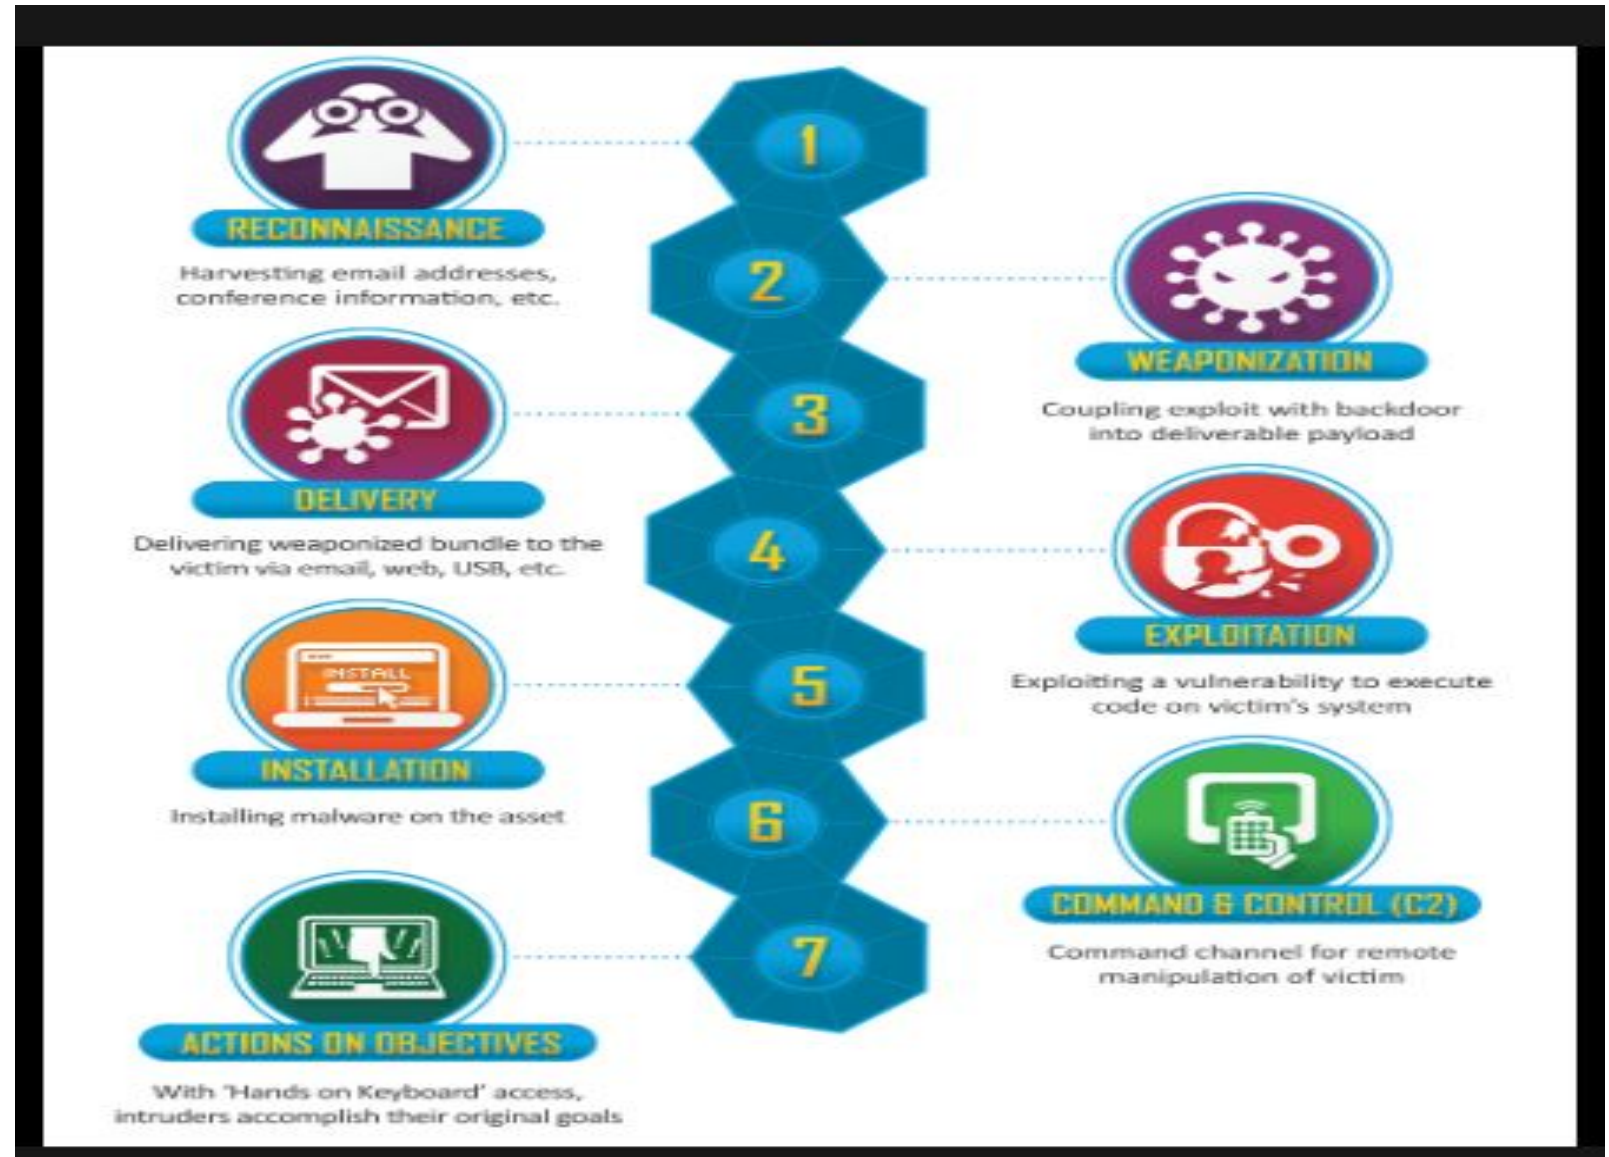 1
RECONNAISSANCE
Harvesting email addresses,
conference information, etc.
2
WEAPONIZATION
Coupling exploit with backdoor
into deliverable payload
3
DELIVERY
Delivering weaponized bundle to the
victim via email, web, USB, etc.
4
EXPLOITATION
Exploiting a vulnerability to execute
code on victim's system
5
INSTALL
INSTALLATION
Installing malware on the asset
6
COMMAND & CONTROL (C2)
Command channel for remote
manipulation of victim
7
ACTIONS ON OBJECTIVES
With 'Hands on Keyboard' access,
intruders accomplish their original goals